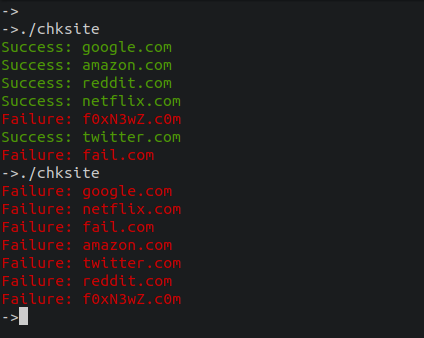 ->
->./chksite
Success: google.com
Success: amazon.com
Success: reddit.com
Success: netflix.com
Failure: f0xN3wZ.c0m
Success: twitter.com
Failure: fail.com
->./chksite
Failure: google.com
Failure: netflix.com
Failure: fail.com
Failure: amazon.com
Failure: twitter.com
Failure: reddit.com
Failure: f0xN3wZ.c0m
->